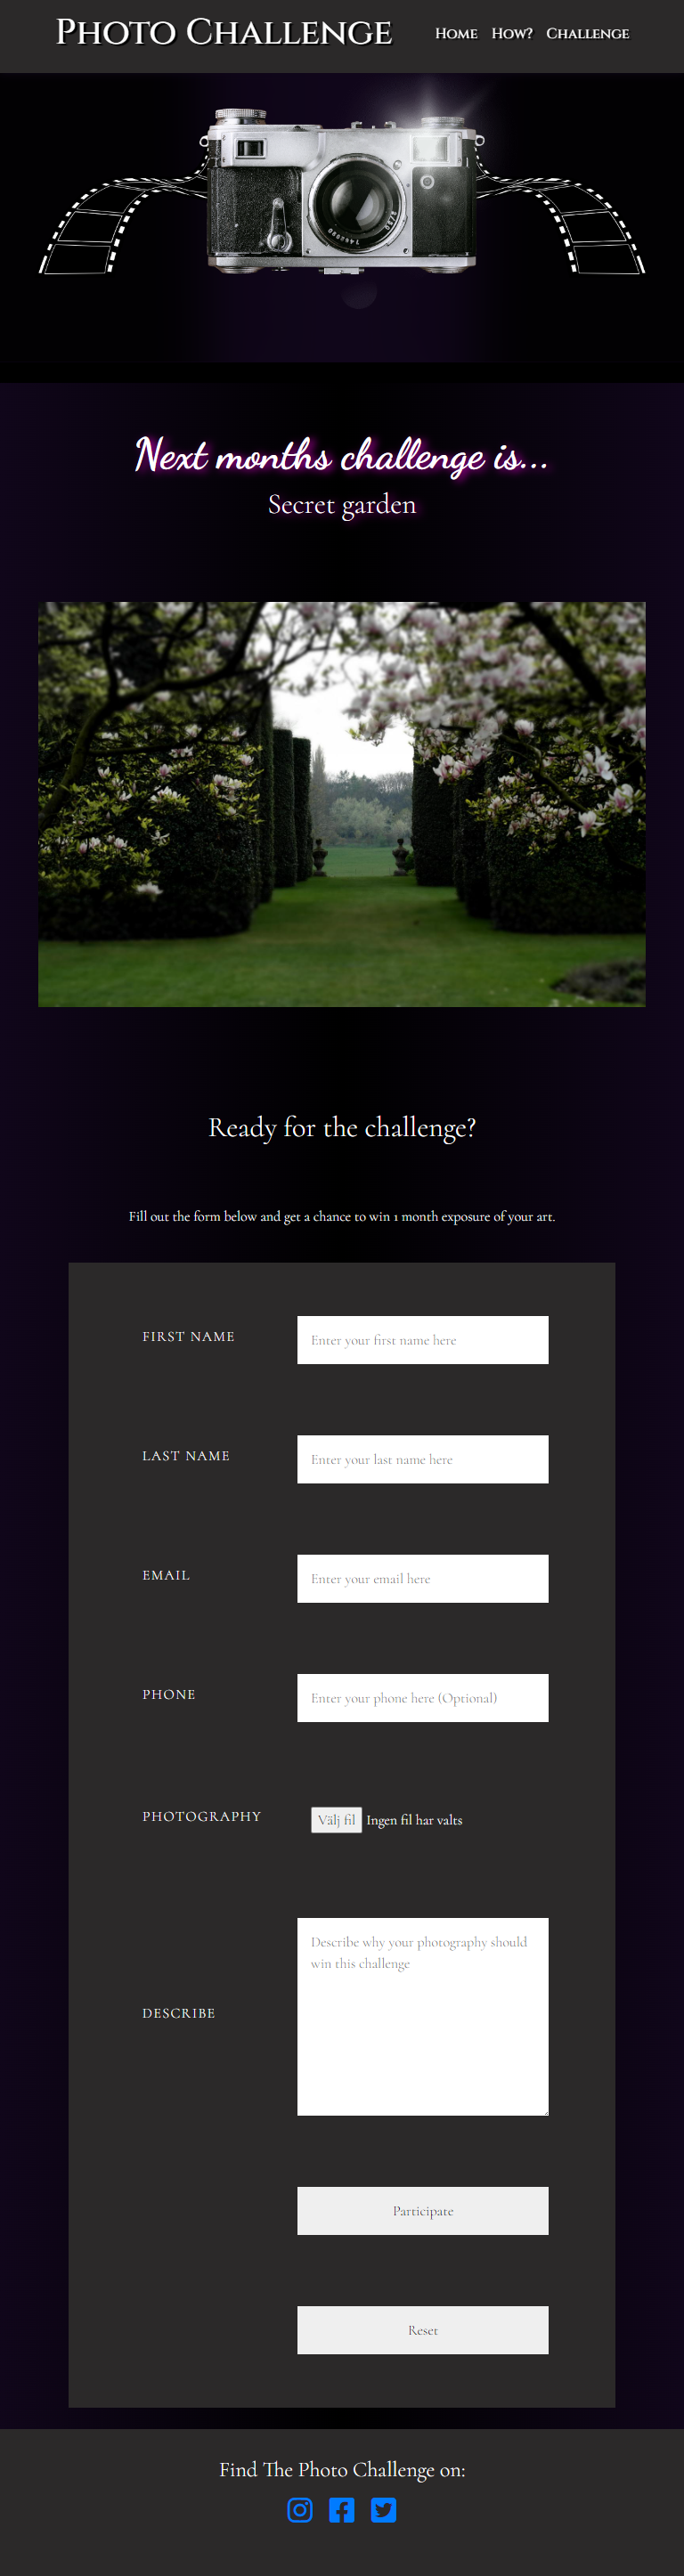 Photo Challenge
Home How? Challenge
7466090
Next months challenge is...
Secret garden
Ready for the challenge?
Fill out the form below and get a chance to win 1 month exposure of your art.
FIRST NAME
Enter your first name here
LAST NAME
Enter your last name here
EMAIL
Enter your email here
PHONE
Enter your phone here (Optional)
PHOTOGRAPHY
Välj fil Ingen fil har valts
DESCRIBE
Describe why your photography should
win this challenge
Participate
Reset
Find The Photo Challenge on: